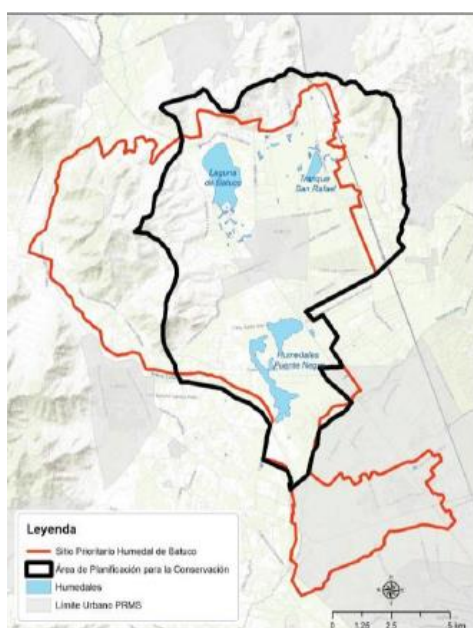 Laguna
de Batuco
Tranque
San Rafael
Humedales
Puente Negro
Leyenda
Sitio Prioritario Humedal de Batuco
Área de Planificación para la Conservación
Humedales
Límite Urbano PRMS
0 1,25 2,5 5 km